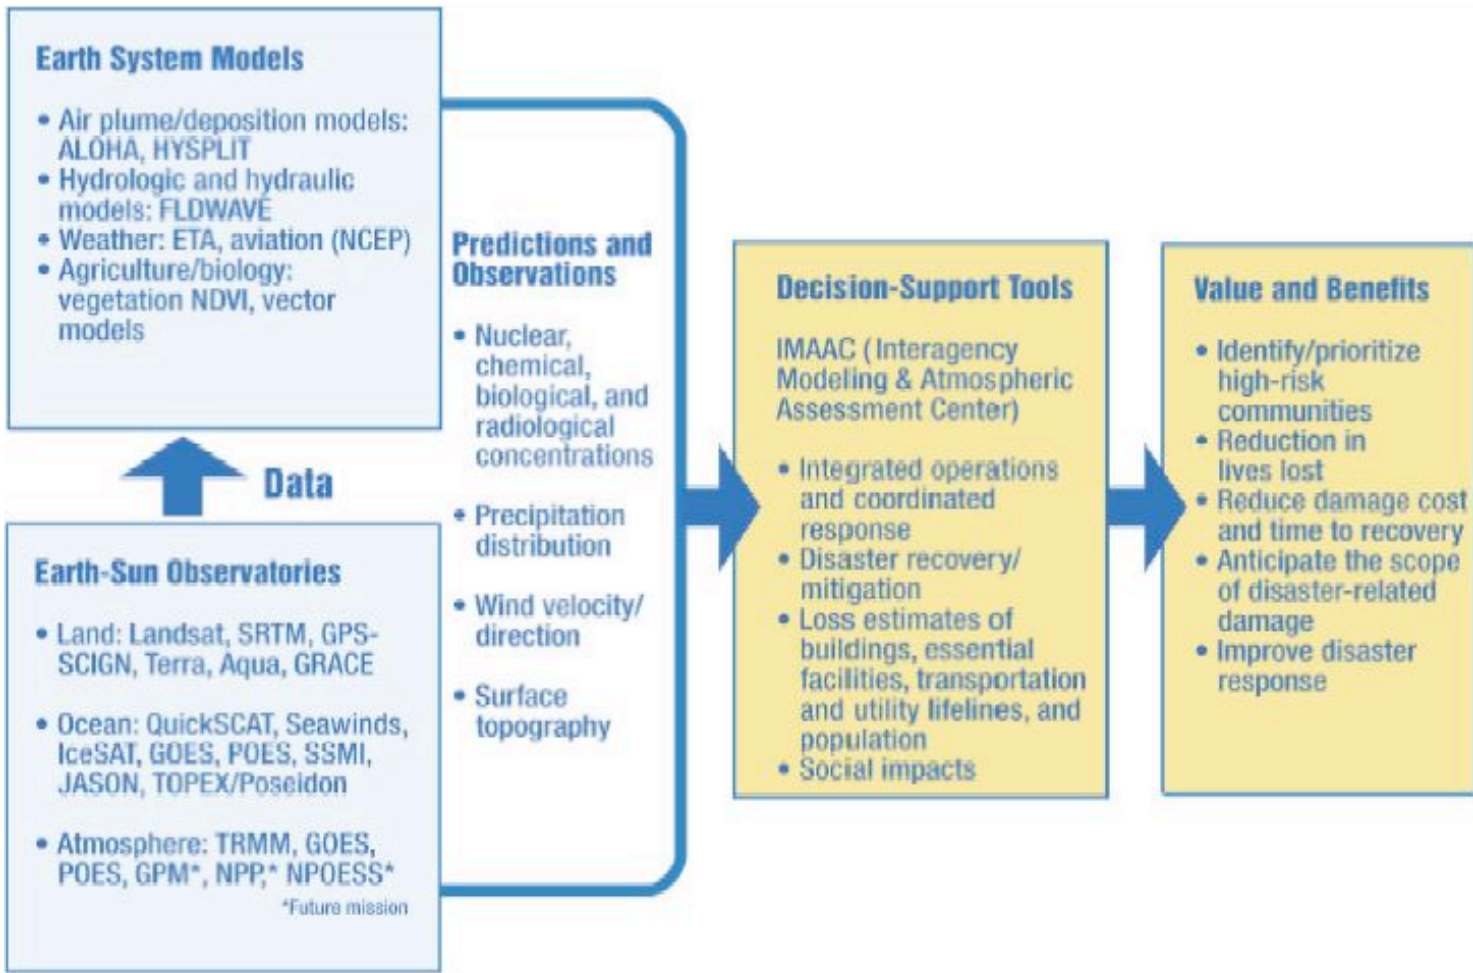 Earth System Models
• Air plume/deposition models:
ALOHA, HYSPLIT
• Hydrologic and hydraulic
models: FLDWAVE
• Weather: ETA, aviation (NCEP)
• Agriculture/biology:
vegetation NDVI, vector
models
Data
Earth-Sun Observatories
• Land: Landsat, SRTM, GPS-
SCIGN, Terra, Aqua, GRACE
• Ocean: QuickSCAT, Seawinds,
IceSAT, GOES, POES, SSMI,
JASON, TOPEX/Poseidon
• Atmosphere: TRMM, GOES,
POES, GPM*, NPP,* NPOESS*
*Future mission
Predictions and
Observations
• Nuclear,
chemical,
biological, and
radiological
concentrations
• Precipitation
distribution
• Wind velocity/
direction
• Surface
topography
Decision-Support Tools
IMAAC (Interagency
Modeling & Atmospheric
Assessment Center)
• Integrated operations
and coordinated
response
• Disaster recovery/
mitigation
• Loss estimates of
buildings, essential
facilities, transportation
and utility lifelines, and
population
• Social impacts
Value and Benefits
• Identify/prioritize
high-risk
communities
• Reduction in
lives lost
• Reduce damage cost
and time to recovery
• Anticipate the scope
of disaster-related
damage
• Improve disaster
response